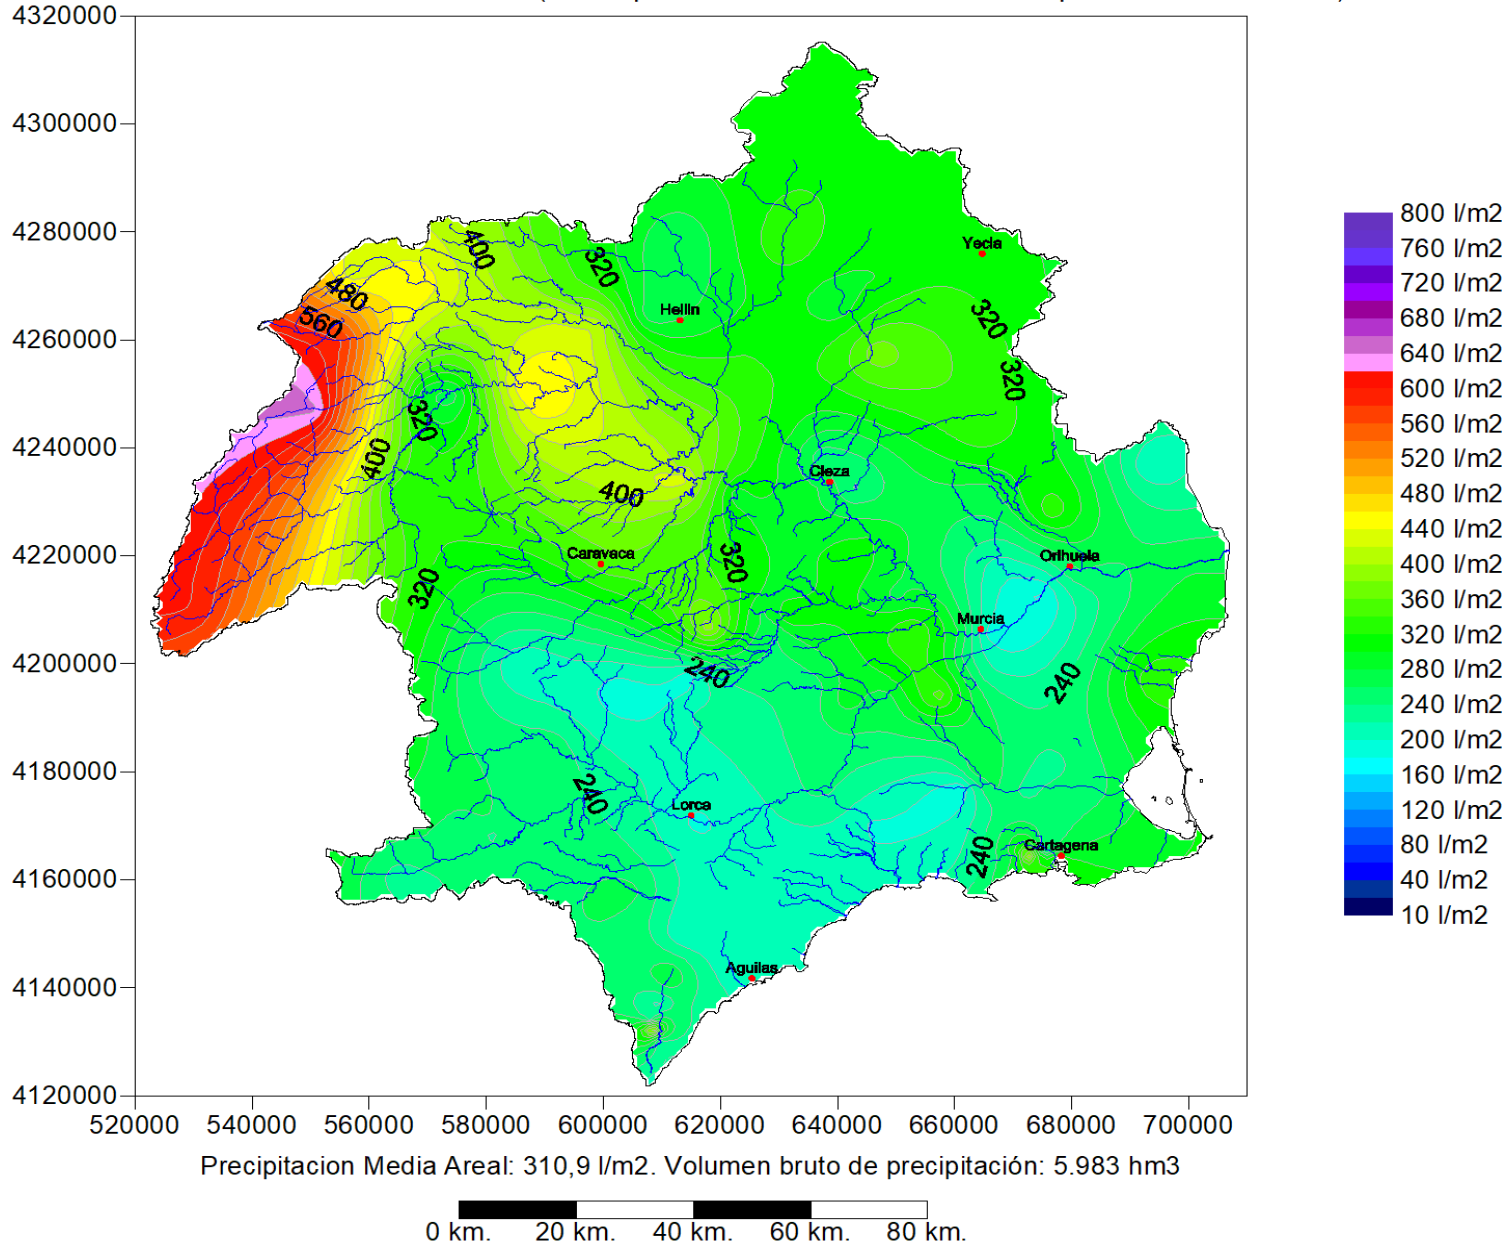 4320000
4300000
4280000
4260000
4240000
4220000
4200000
4180000
4160000
4140000
4120000
520000 540000 560000 580000 600000 620000 640000 660000 680000 700000
400
320
480
560
Yecla
Hellin
320
320
320
400
400
Cieza
Caravaca
320
320
Orihuela
Murcia
240
240
240
Lorca
240
Cartagena
Aguilas
800 l/m2
760 l/m2
720 l/m2
680 l/m2
640 l/m2
600 l/m2
560 l/m2
520 l/m2
480 l/m2
440 l/m2
400 l/m2
360 l/m2
320 l/m2
280 l/m2
240 l/m2
200 l/m2
160 l/m2
120 l/m2
80 l/m2
40 l/m2
10 l/m2
Precipitacion Media Areal: 310,9 l/m2. Volumen bruto de precipitación: 5.983 hm3
0 km. 20 km. 40 km. 60 km. 80 km.